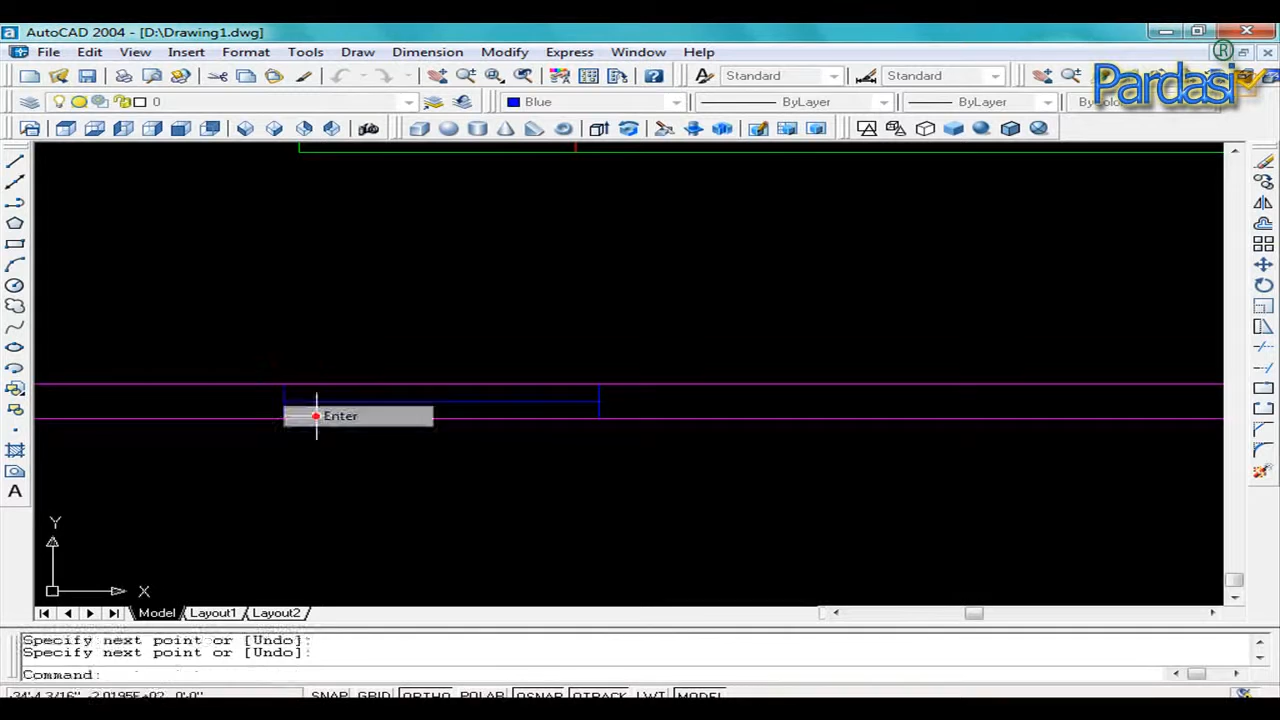 AutoCAD 2004 - [D:\Drawing1.dwg]
®
File Edit View Insert Format Tools Draw Dimension Modify Express Window Help
Pardasi
Standard Standard
0 Blue ByLayer ByLayer
A
Enter
Y
X
Model Layout1 Layout2
Specify next point or [Undo]:
Specify next point or [Undo]:
Command:
SNAP GRID ORTHO POLAR OSNAP OTRACK LWT MODEL